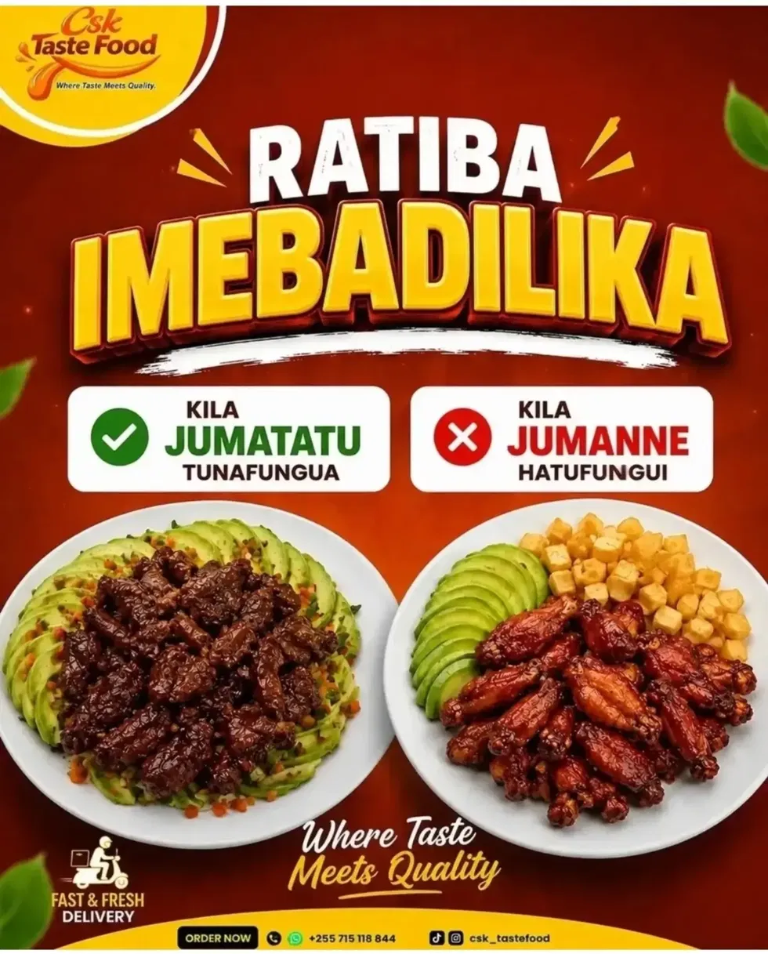 Csk
Taste Food
Where Taste Meets Quality.
RATIBA
IMEBADILIKA
KILA
JUMATATU
TUNAFUNGUA
KILA
JUMANNE
HATUFUNGUI
Where Taste
Meets Quality
FAST & FRESH
DELIVERY
ORDER NOW +255 715 118 844 csk_tastefood